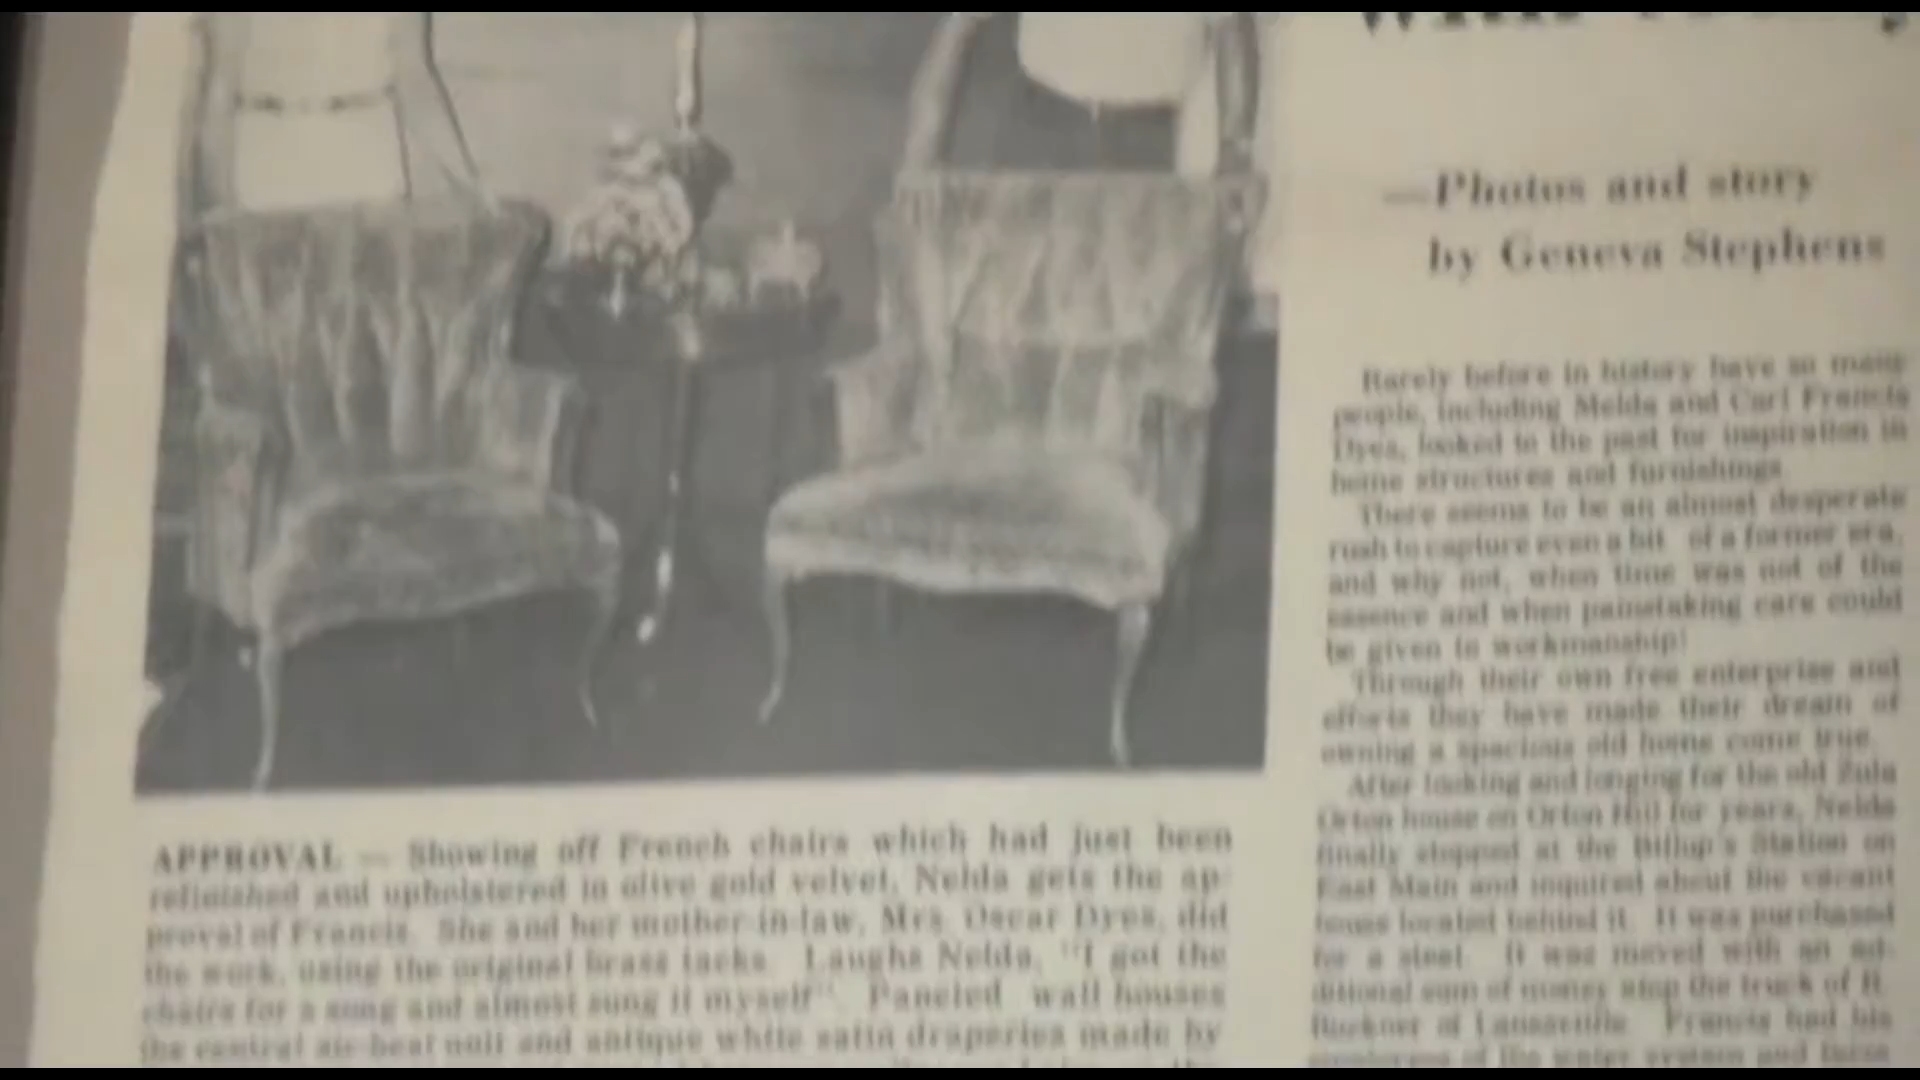 —Photos and story
by Geneva Stephens
Rarely before in history have so many
people, including Melda and Carl Francis
Dyes, looked to the past for inspiration in
home structures and furnishings.
There seems to be an almost desperate
rush to capture even a bit of a former era,
and why not, when time was not of the
essence and when painstaking care could
be given to workmanship!
Through their own free enterprise and
efforts they have made their dream of
owning a spacious old home come true.
After looking and longing for the old Zula
Orton house on Orton Hill for years, Nelda
finally stopped at the Billup's Station on
East Main and inquired about the vacant
house located behind it. It was purchased
for a steal. It was moved with an ad-
ditional sum of money atop the truck of R.
Buckner of Francis had his
of the water system and
APPROVAL — Showing off French chairs which had just been
refinished and upholstered in olive gold velvet, Nelda gets the ap-
proval of Francis. She and her mother-in-law, Mrs. Oscar Dyes, did
the work, using the original brass tacks. Laughs Nelda, "I got the
chairs for a song and almost sung it myself". Paneled wall houses
the central air-heat unit and antique white satin draperies made by